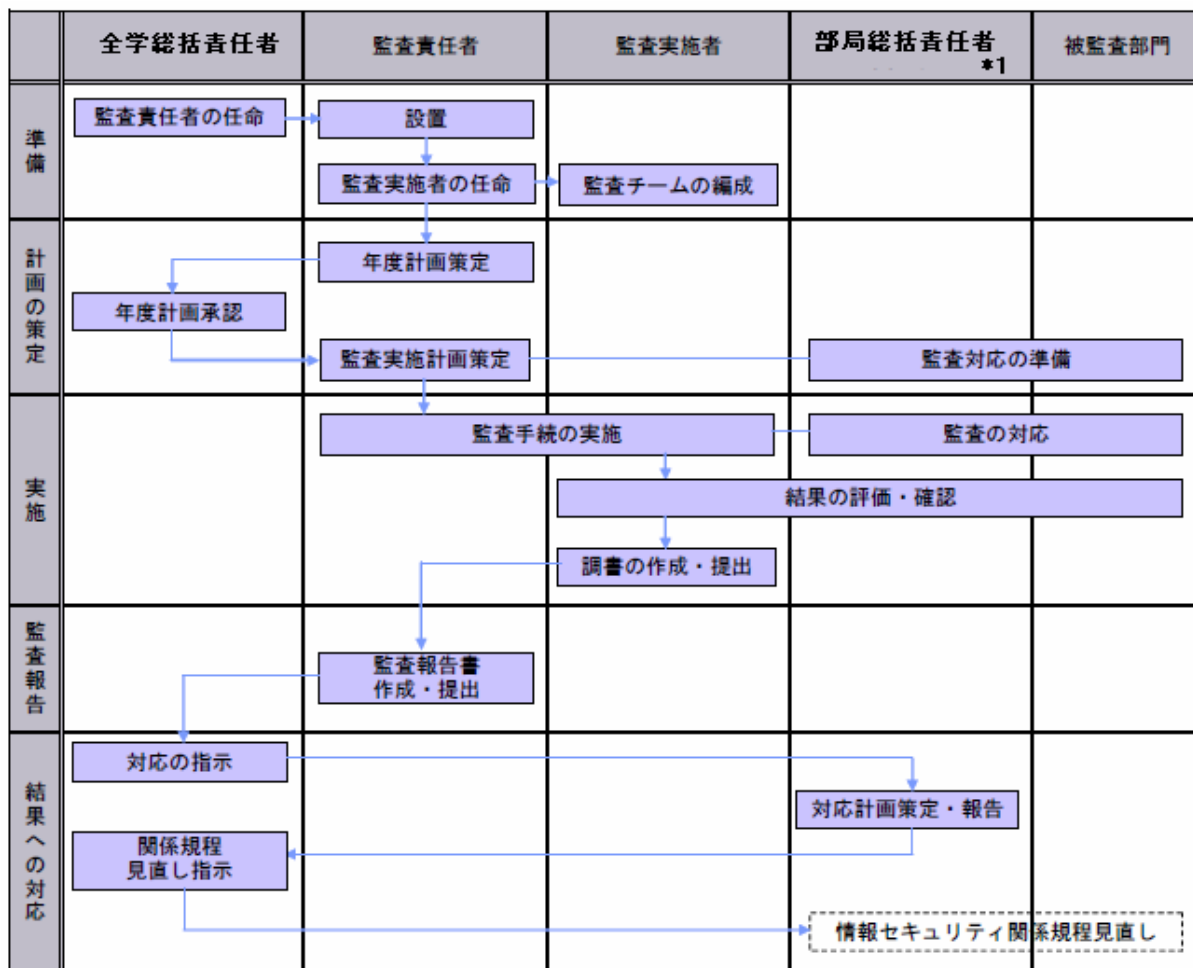 全学総括責任者
監査責任者
監査実施者
部局総括責任者
*1
被監査部門
準備
監査責任者の任命
設置
監査実施者の任命
監査チームの編成
計画の策定
年度計画策定
年度計画承認
監査実施計画策定
監査対応の準備
実施
監査手続の実施
監査の対応
結果の評価・確認
調書の作成・提出
監査報告
監査報告書
作成・提出
結果への対応
対応の指示
対応計画策定・報告
関係規程
見直し指示
情報セキュリティ関係規程見直し